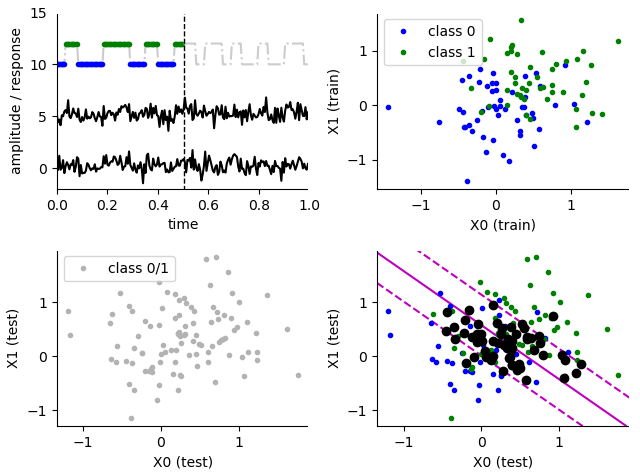 15
10
5
0
amplitude / response
0.0 0.2 0.4 0.6 0.8 1.0
time
class 0
class 1
1
0
−1
X1 (train)
−1 0 1
X0 (train)
class 0/1
1
0
−1
X1 (test)
−1 0 1
X0 (test)
1
0
−1
X1 (test)
−1 0 1
X0 (test)